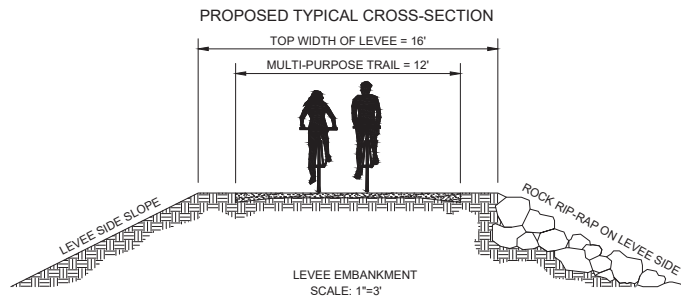 PROPOSED TYPICAL CROSS-SECTION
TOP WIDTH OF LEVEE = 16'
MULTI-PURPOSE TRAIL = 12'
LEVEE SIDE SLOPE
ROCK RIP-RAP ON LEVEE SIDE
LEVEE EMBANKMENT
SCALE: 1"=3'